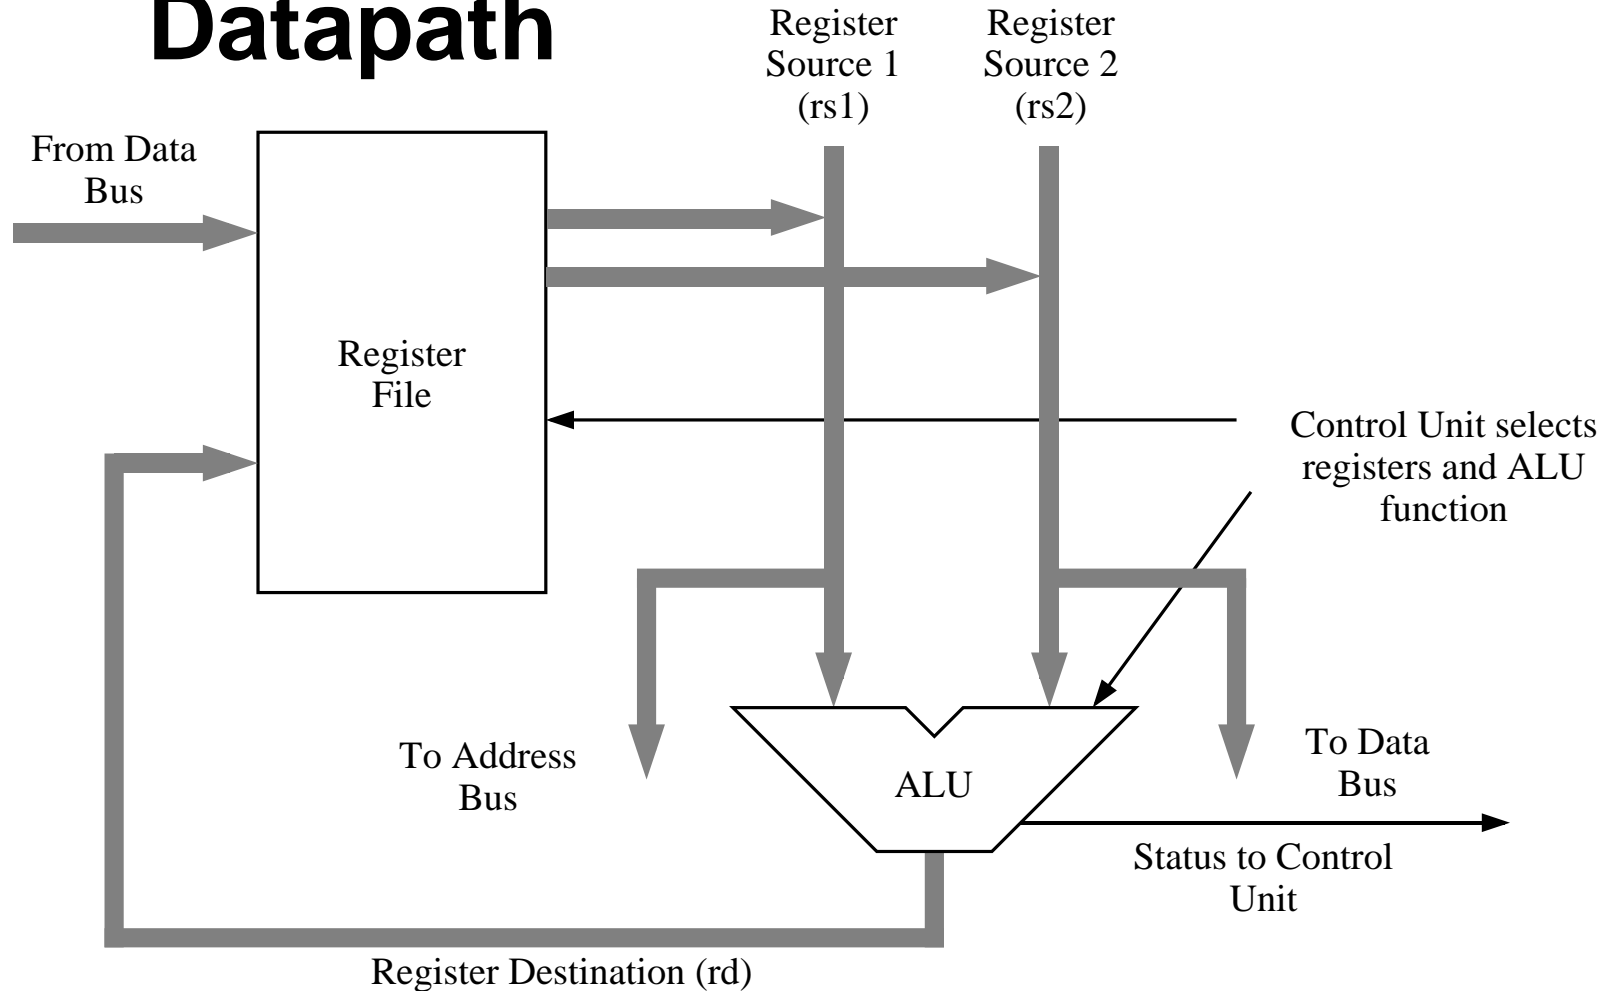 Datapath
Register
Source 1
(rs1)
Register
Source 2
(rs2)
From Data
Bus
Register
File
Control Unit selects
registers and ALU
function
To Address
Bus
ALU
To Data
Bus
Status to Control
Unit
Register Destination (rd)